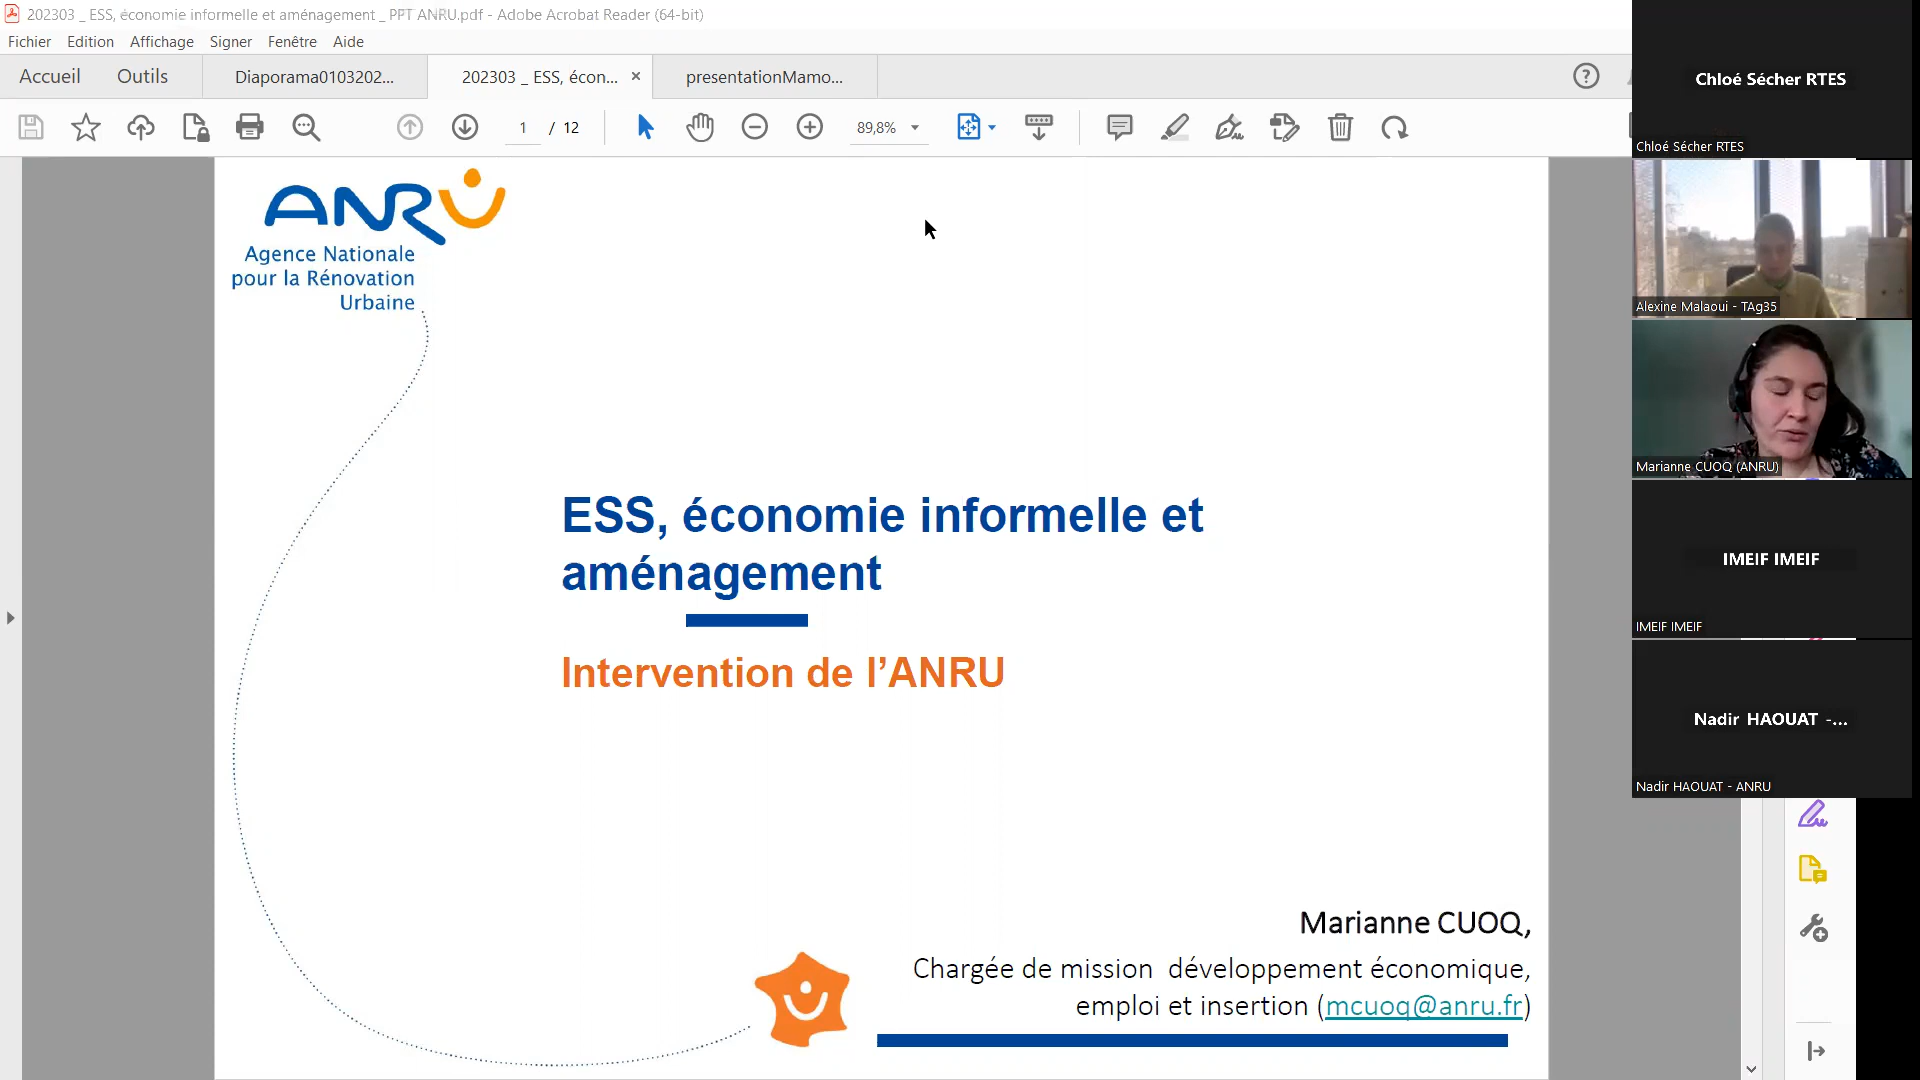 202303 _ ESS, économie informelle et aménagement _ PPT ANRU.pdf - Adobe Acrobat Reader (64-bit)
Fichier Edition Affichage Signer Fenêtre Aide
Accueil Outils Diaporama0103202... 202303 _ ESS, écon... × presentationMamo...
1 / 12 89,8%
ANRU
Agence Nationale
pour la Rénovation
Urbaine
ESS, économie informelle et
aménagement
Intervention de l’ANRU
Marianne CUOQ,
Chargée de mission développement économique,
emploi et insertion (mcuoq@anru.fr)
Chloé Sécher RTES
Chloé Sécher RTES
Alexine Malaoui - TAg35
Marianne CUOQ (ANRU)
IMEIF IMEIF
IMEIF IMEIF
Nadir HAOUAT -...
Nadir HAOUAT - ANRU